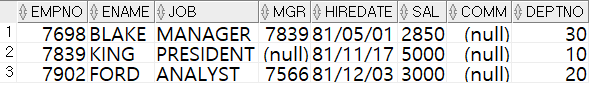 EMPNO ENAME JOB MGR HIREDATE SAL COMM DEPTNO
1 7698 BLAKE MANAGER 7839 81/05/01 2850 (null) 30
2 7839 KING PRESIDENT (null) 81/11/17 5000 (null) 10
3 7902 FORD ANALYST 7566 81/12/03 3000 (null) 20